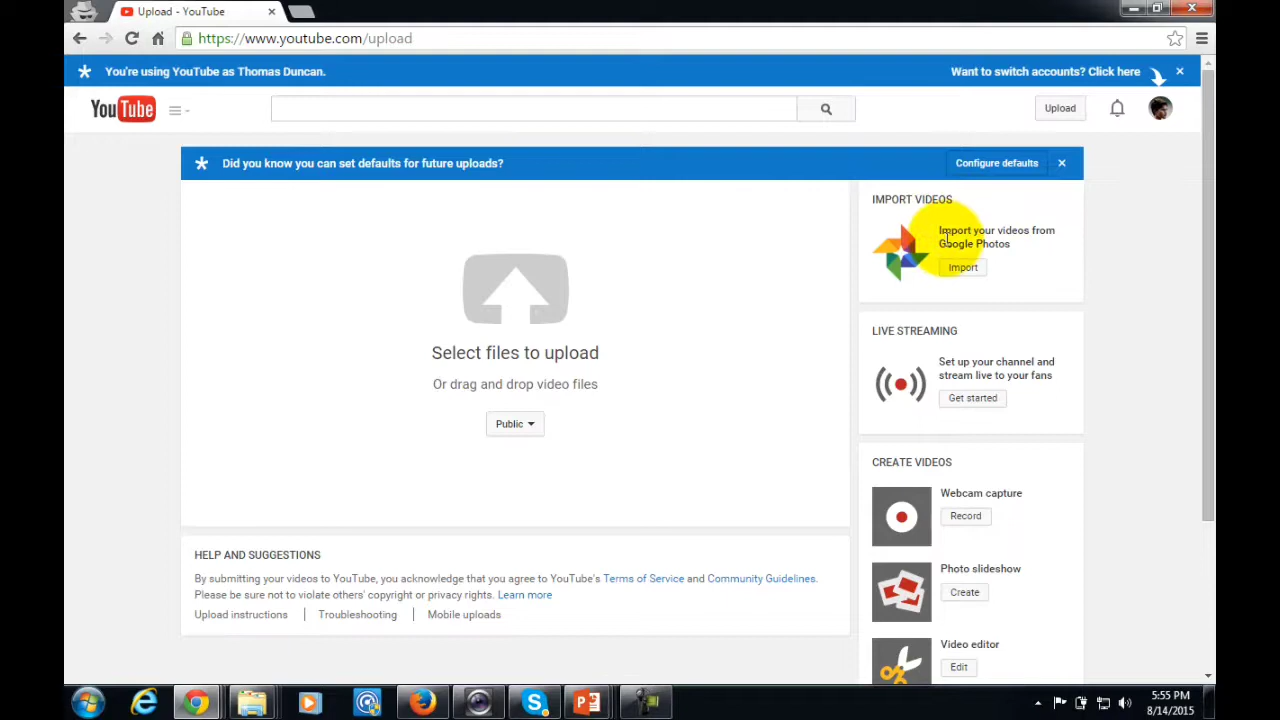 Upload - YouTube
https://www.youtube.com/upload
You're using YouTube as Thomas Duncan.
Want to switch accounts? Click here
YouTube
Upload
Did you know you can set defaults for future uploads?
Configure defaults
Select files to upload
Or drag and drop video files
Public
IMPORT VIDEOS
Import your videos from
Google Photos
Import
LIVE STREAMING
Set up your channel and
stream live to your fans
Get started
CREATE VIDEOS
Webcam capture
Record
Photo slideshow
Create
Video editor
Edit
HELP AND SUGGESTIONS
By submitting your videos to YouTube, you acknowledge that you agree to YouTube's Terms of Service and Community Guidelines.
Please be sure not to violate others' copyright or privacy rights. Learn more
Upload instructions
Troubleshooting
Mobile uploads
5:55 PM
8/14/2015